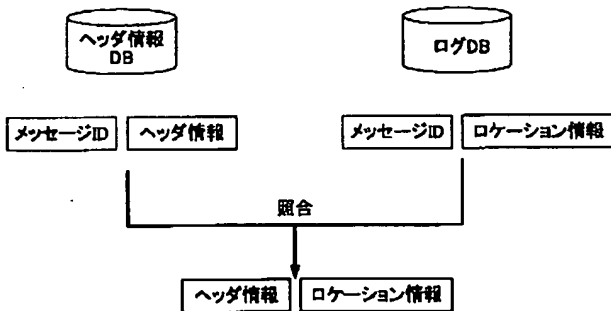 ヘッダ情報
DB
ログDB
メッセージID ヘッダ情報
メッセージID ロケーション情報
照合
ヘッダ情報 ロケーション情報